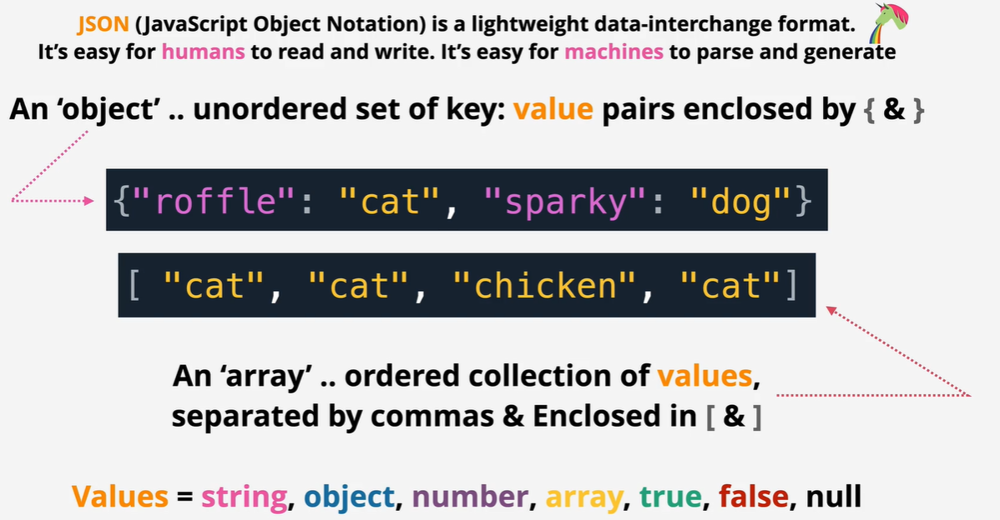 JSON (JavaScript Object Notation) is a lightweight data-interchange format.
It’s easy for humans to read and write. It’s easy for machines to parse and generate
An ‘object’ .. unordered set of key: value pairs enclosed by { & }
{"roffle": "cat", "sparky": "dog"}
[ "cat", "cat", "chicken", "cat"]
An ‘array’ .. ordered collection of values,
separated by commas & Enclosed in [ & ]
Values = string, object, number, array, true, false, null